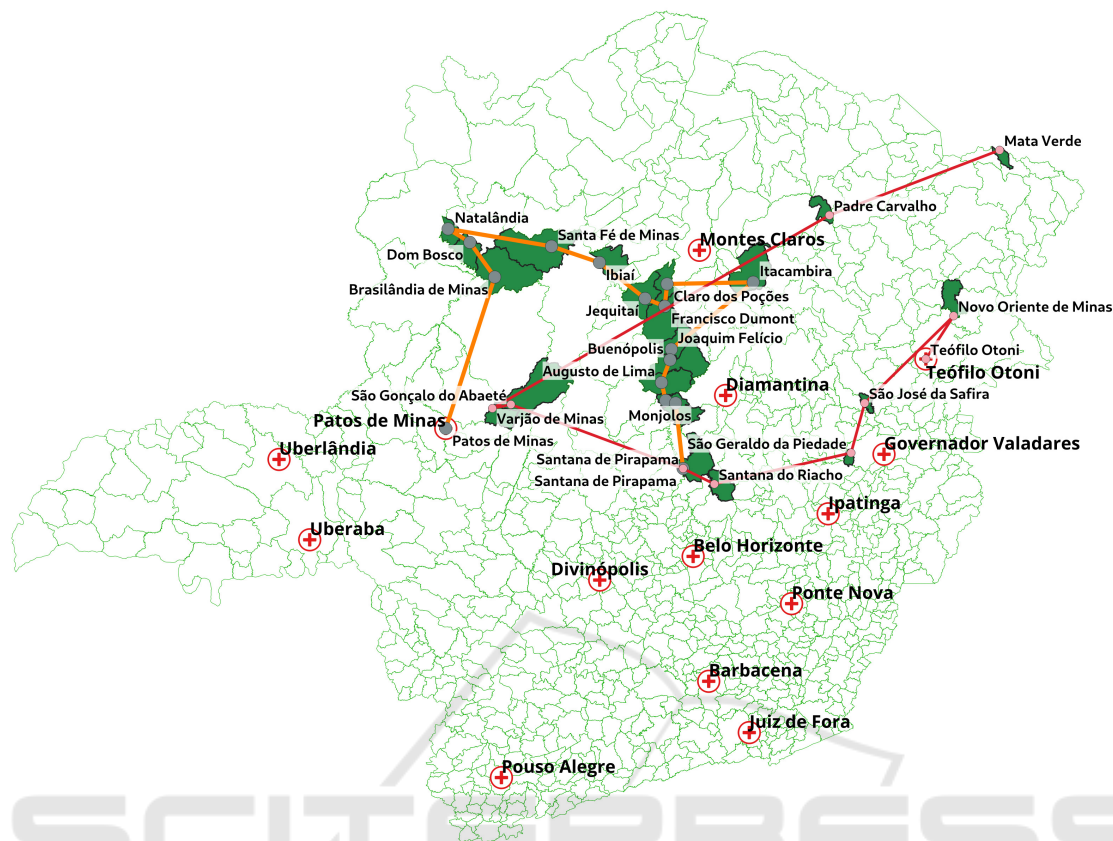 Mata Verde
Padre Carvalho
Natalândia
Santa Fé de Minas
Montes Claros
Dom Bosco
Ibiaí
Itacambira
Brasilândia de Minas
Claro dos Poções
Jequitaí
Novo Oriente de Minas
Francisco Dumont
Joaquim Felício
Buenópolis
Teófilo Otoni
Augusto de Lima
Teófilo Otoni
Diamantina
São Gonçalo do Abaeté
São José da Safira
Varjão de Minas
Monjolos
Patos de Minas
Patos de Minas
São Geraldo da Piedade
Governador Valadares
Uberlândia
Santana de Pirapama
Santana do Riacho
Santana de Pirapama
Ipatinga
Uberaba
Belo Horizonte
Divinópolis
Ponte Nova
Barbacena
Juiz de Fora
Pouso Alegre
SCITEPRESS